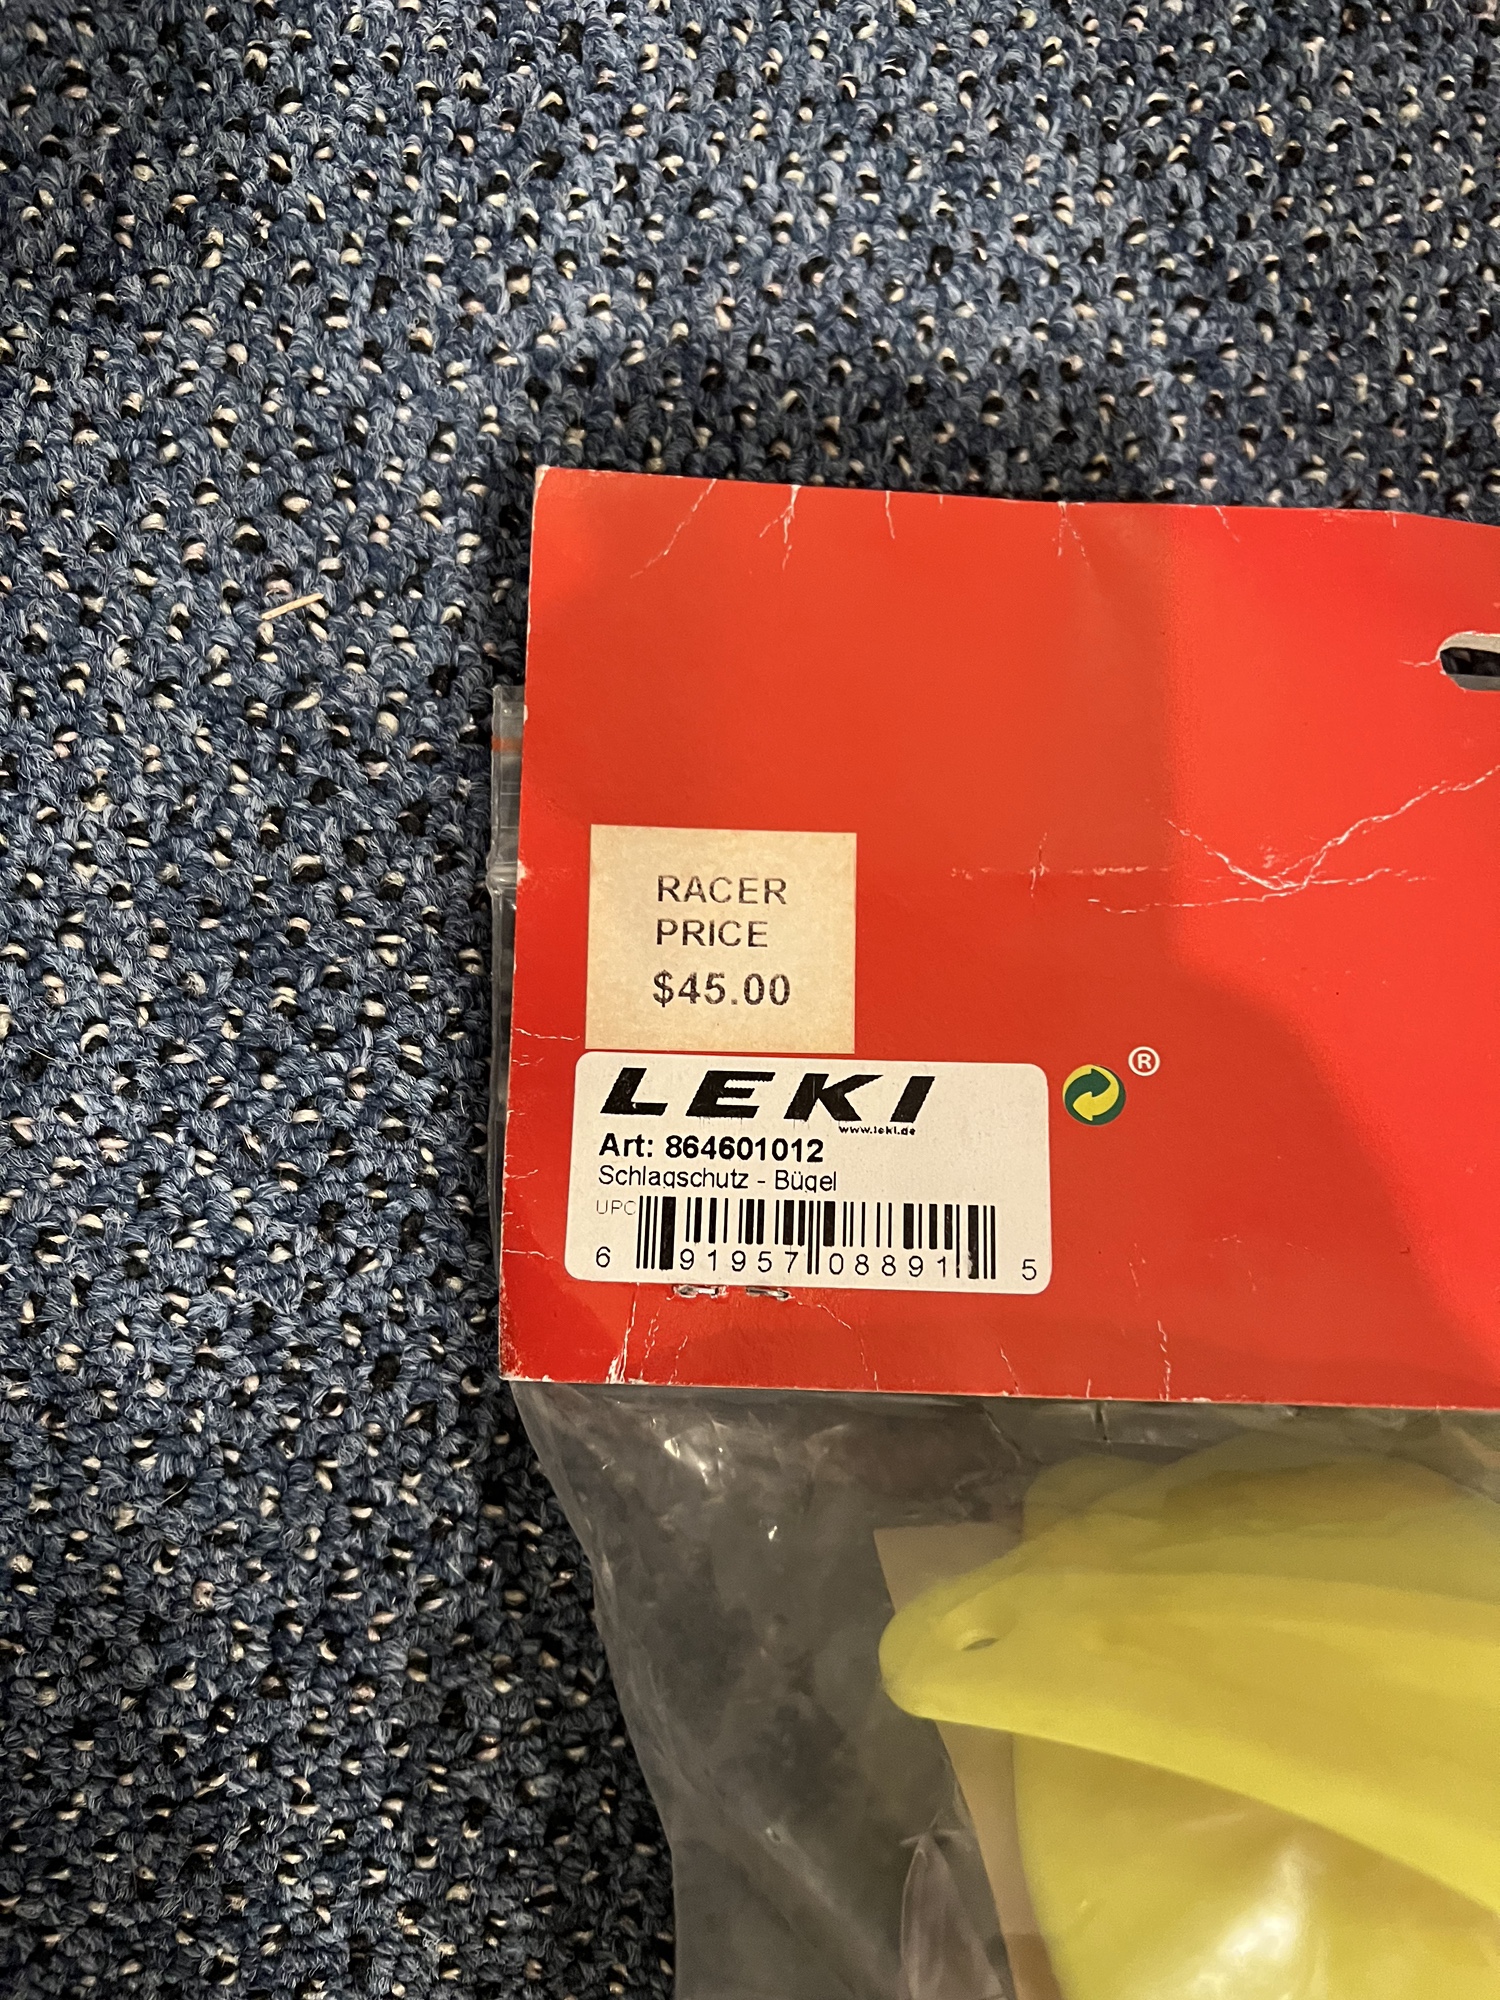 RACER
PRICE
$45.00
LEKI
www.leki.de
Art: 864601012
Schlagschutz - Bügel
UPC
6 91957 08891 5
®